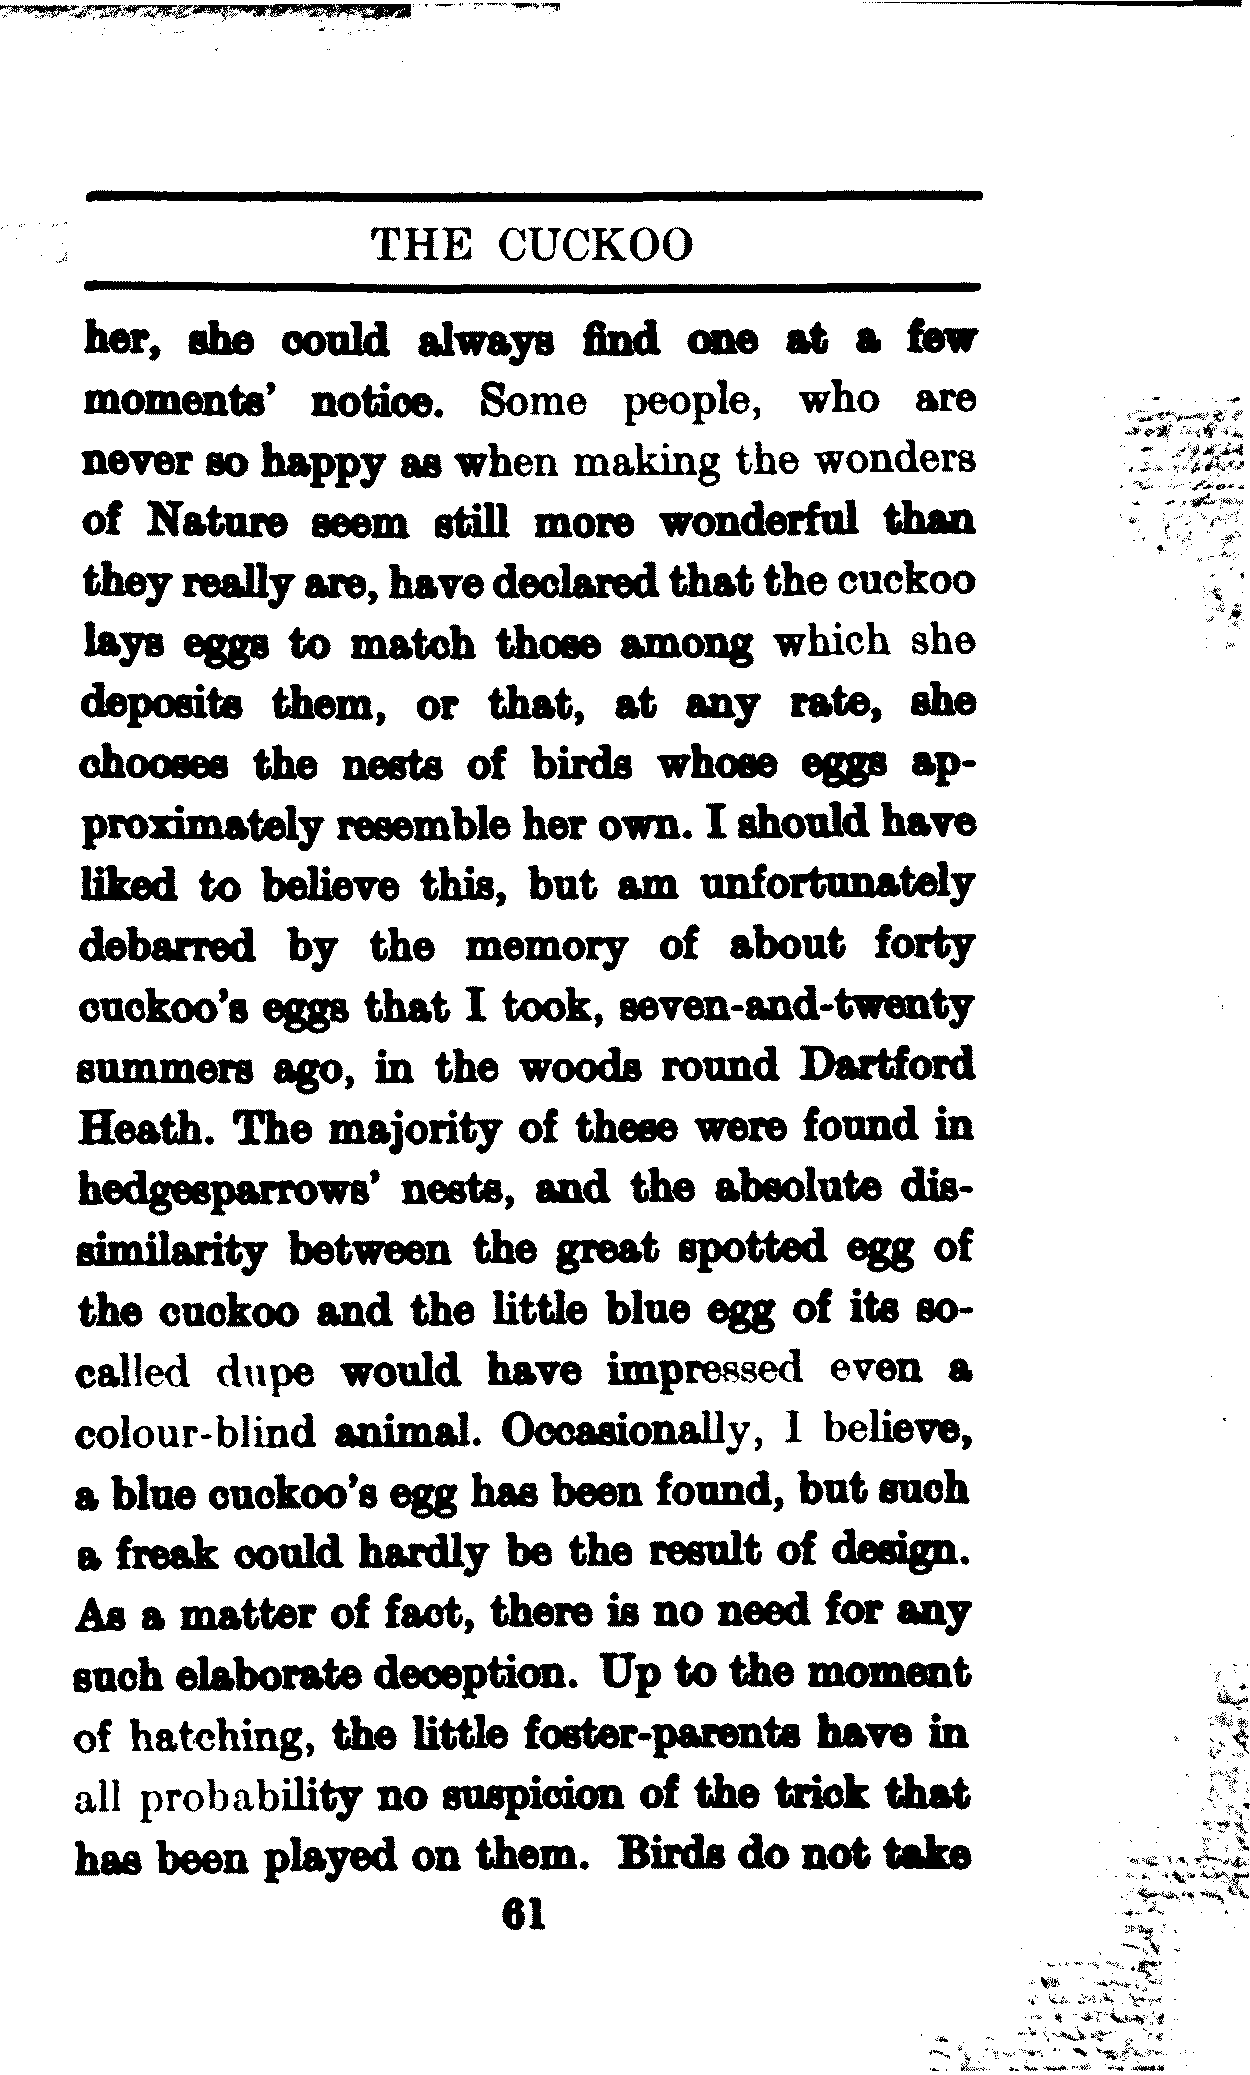 THE CUCKOO
her, she could always find one at a few
moments' notice. Some people, who are
never so happy as when making the wonders
of Nature seem still more wonderful than
they really are, have declared that the cuckoo
lays eggs to match those among which she
deposits them, or that, at any rate, she
chooses the nests of birds whose eggs ap-
proximately resemble her own. I should have
liked to believe this, but am unfortunately
debarred by the memory of about forty
cuckoo's eggs that I took, seven-and-twenty
summers ago, in the woods round Dartford
Heath. The majority of these were found in
hedgesparrows' nests, and the absolute dis-
similarity between the great spotted egg of
the cuckoo and the little blue egg of its so-
called dupe would have impressed even a
colour-blind animal. Occasionally, I believe,
a blue cuckoo's egg has been found, but such
a freak could hardly be the result of design.
As a matter of fact, there is no need for any
such elaborate deception. Up to the moment
of hatching, the little foster-parents have in
all probability no suspicion of the trick that
has been played on them. Birds do not take
61